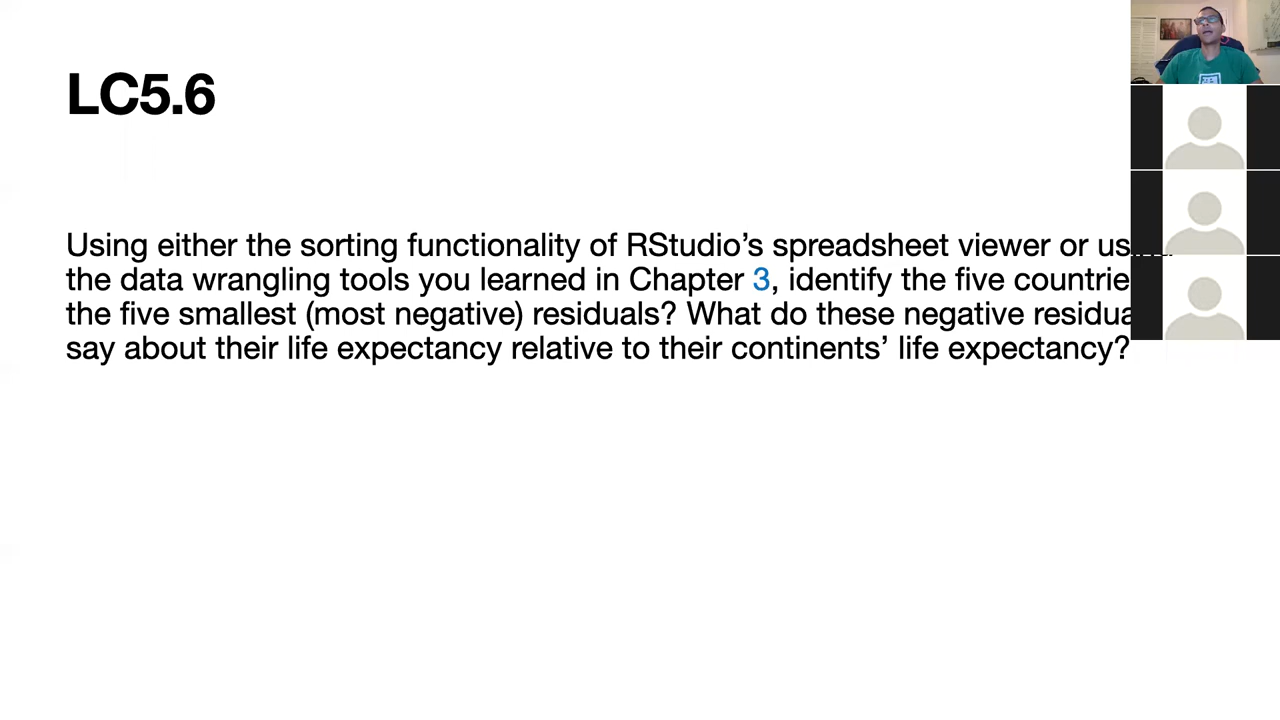 LC5.6
Using either the sorting functionality of RStudio’s spreadsheet viewer or
the data wrangling tools you learned in Chapter 3, identify the five
the five smallest (most negative) residuals? What do these negative
say about their life expectancy relative to their continents’ life expectancy?